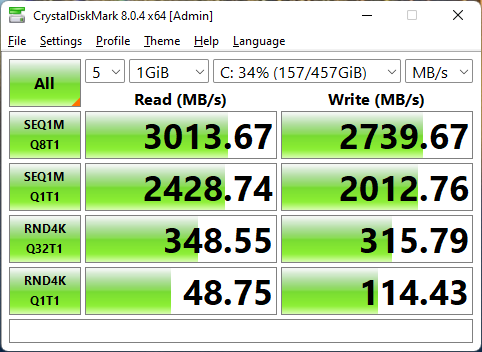 CrystalDiskMark 8.0.4 x64 [Admin]
File Settings Profile Theme Help Language
All 5 1GiB C: 34% (157/457GiB) MB/s
Read (MB/s) Write (MB/s)
SEQ1M
Q8T1
3013.67 2739.67
SEQ1M
Q1T1
2428.74 2012.76
RND4K
Q32T1
348.55 315.79
RND4K
Q1T1
48.75 114.43